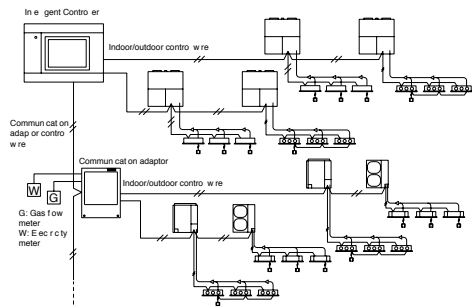 In e gent Contro er
Indoor/outdoor contro w re
Commun cat on
adap or contro
w re
Commun cat on adaptor
Indoor/outdoor contro w re
W
G
G: Gas f ow
meter
W: E ec r c ty
meter